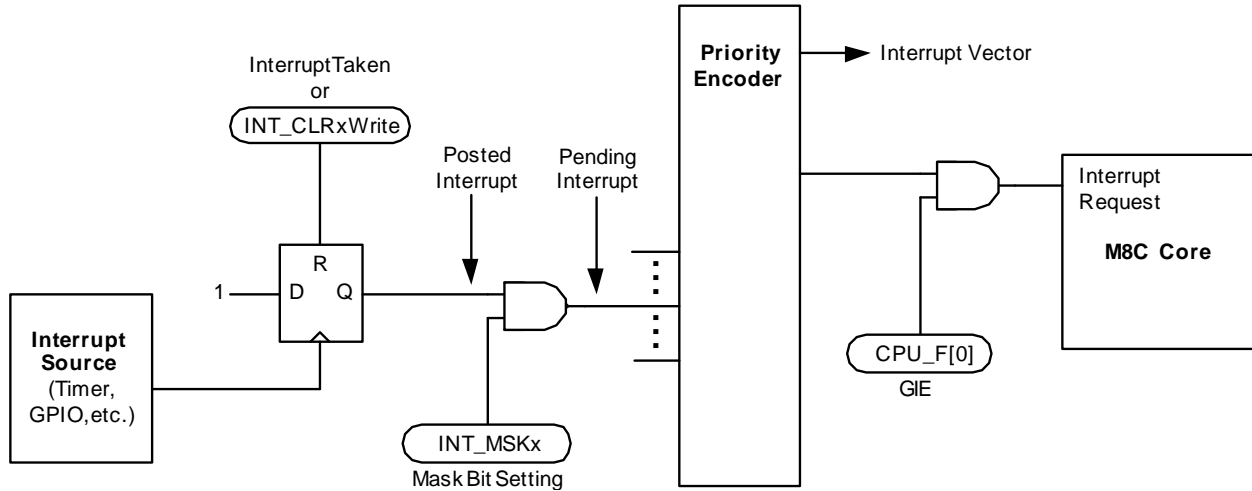 InterruptTaken
or
INT_CLRxWrite
Posted
Interrupt
Pending
Interrupt
Priority
Encoder
Interrupt Vector
Interrupt
Request
M8C Core
R
1
D
Q
Interrupt
Source
(Timer,
GPIO,etc.)
INT_MSKx
Mask Bit Setting
CPU_F[0]
GIE